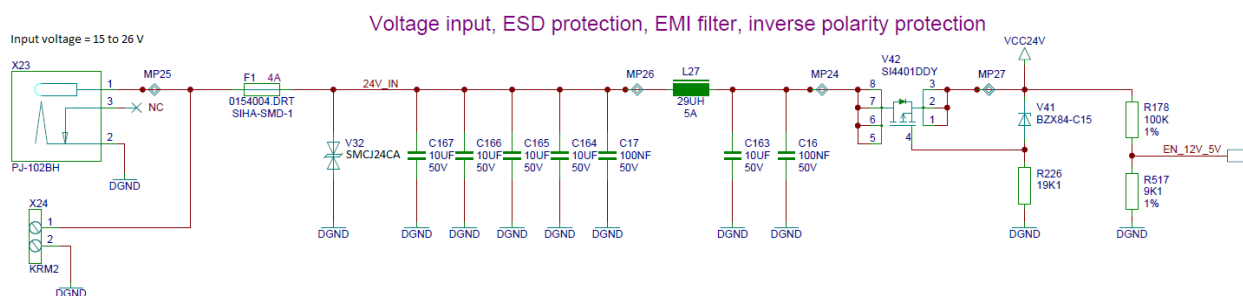 Voltage input, ESD protection, EMI filter, inverse polarity protection
Input voltage = 15 to 26 V
X23
1
3
2
NC
PJ-102BH
DGND
MP25
X24
1
2
KRM2
DGND
F1 4A
0154004.DRT
SIHA-SMD-1
24V_IN
V32
SMCJ24CA
DGND
C167
10UF
50V
DGND
C166
10UF
50V
DGND
C165
10UF
50V
DGND
C164
10UF
50V
DGND
C17
100NF
50V
DGND
MP26
L27
29UH
5A
C163
10UF
50V
DGND
C16
100NF
50V
DGND
MP24
V42
SI4401DDY
8
7
6
5
3
2
1
4
MP27
VCC24V
V41
BZX84-C15
R226
19K1
DGND
R178
100K
1%
EN_12V_5V
R517
9K1
1%
DGND